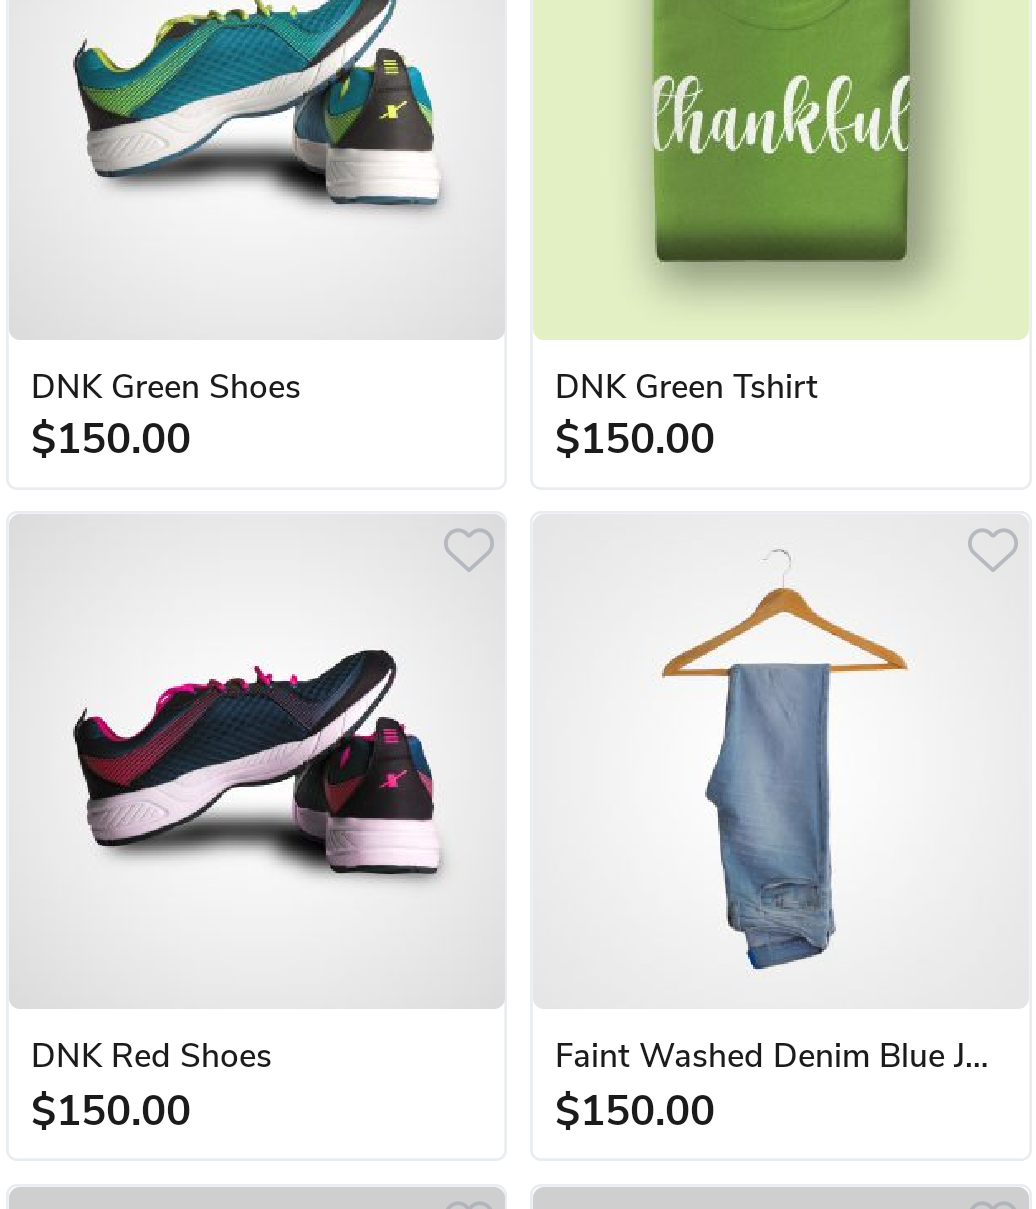 thankful
DNK Green Shoes
$150.00
DNK Green Tshirt
$150.00
DNK Red Shoes
$150.00
Faint Washed Denim Blue J...
$150.00